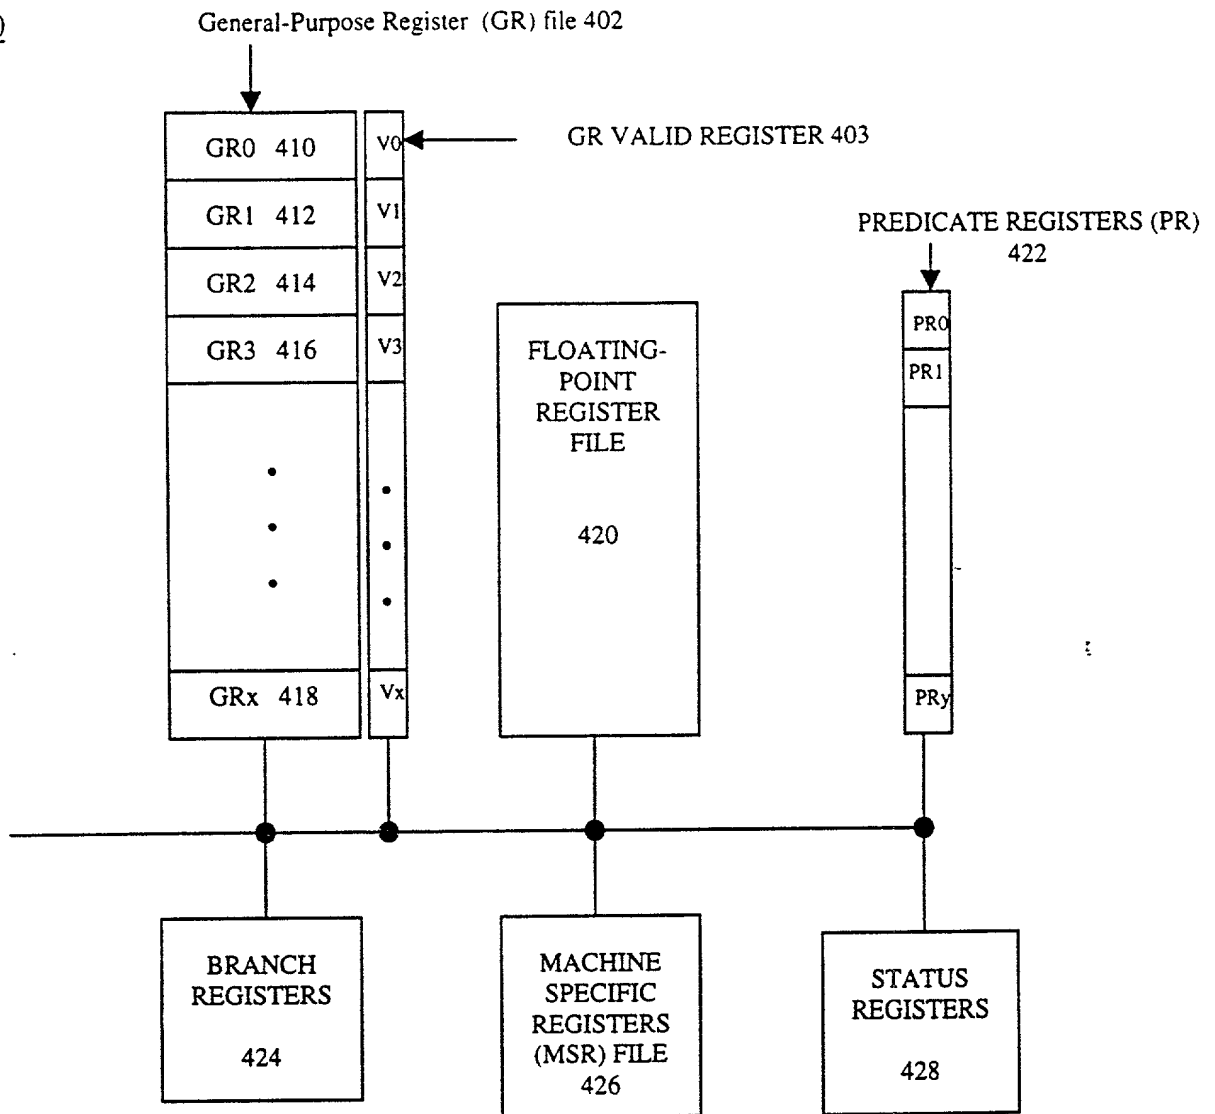 )
General-Purpose Register (GR) file 402
GR0 410
V0
GR VALID REGISTER 403
GR1 412
V1
PREDICATE REGISTERS (PR)
422
GR2 414
V2
GR3 416
V3
FLOATING-
POINT
REGISTER
FILE
420
PR0
PR1
GRx 418
Vx
PRy
BRANCH
REGISTERS
424
MACHINE
SPECIFIC
REGISTERS
(MSR) FILE
426
STATUS
REGISTERS
428